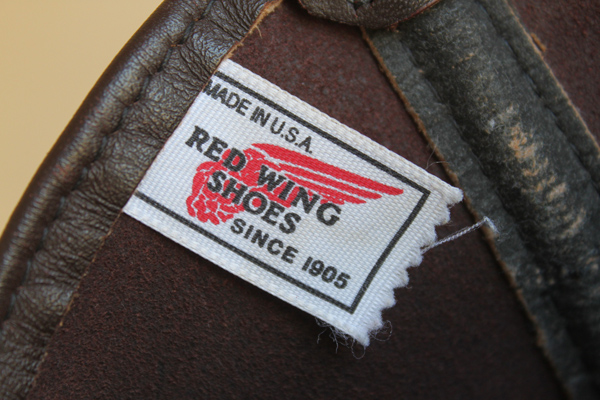 MADE IN U.S.A.
RED WING
SHOES
SINCE 1905